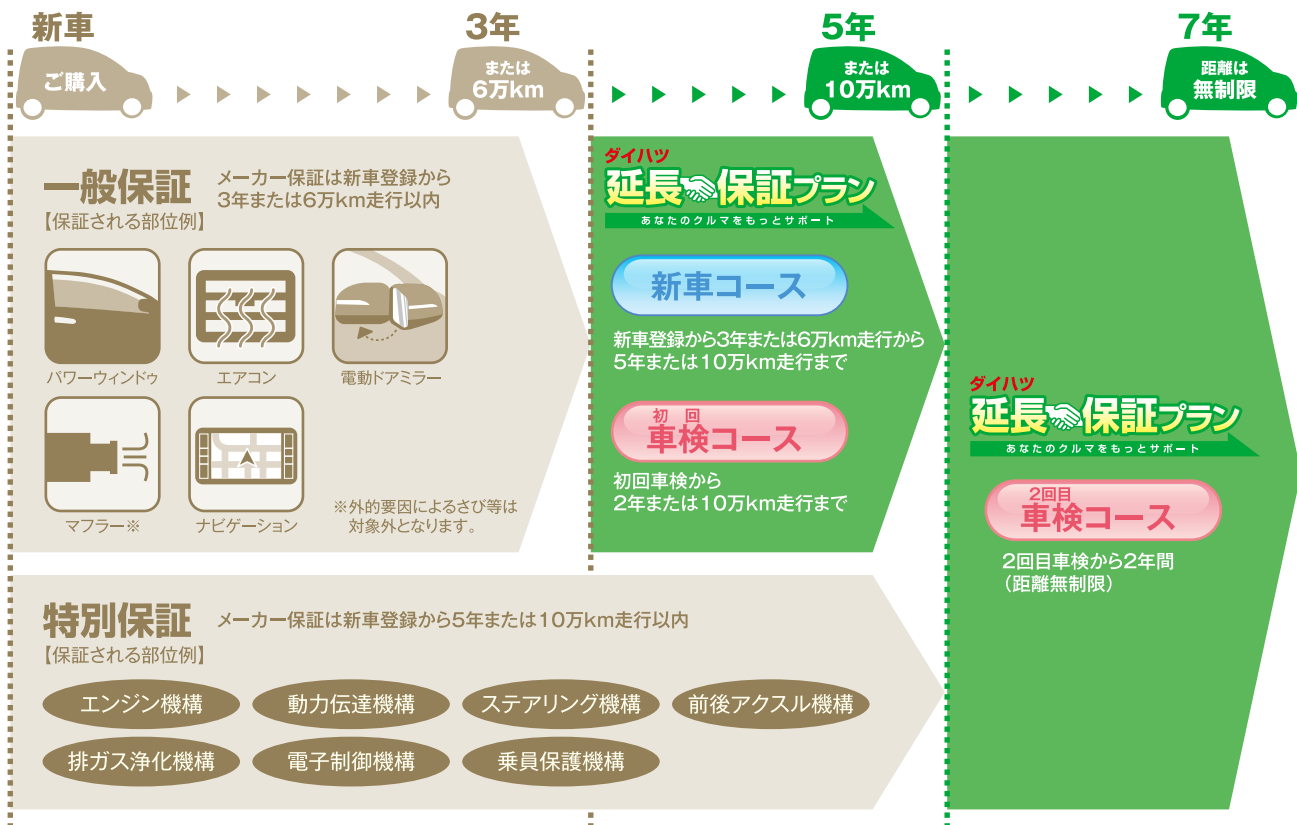 新車
ご購入
3年
または
6万km
5年
または
10万km
7年
距離は
無制限
一般保証
メーカー保証は新車登録から
3年または6万km走行以内
【保証される部位例】
パワーウィンドゥ
エアコン
電動ドアミラー
マフラー※
ナビゲーション
※外的要因によるさび等は
対象外となります。
ダイハツ
延長保証プラン
あなたのクルマをもっとサポート
新車コース
新車登録から3年または6万km走行から
5年または10万km走行まで
初回
車検コース
初回車検から
2年または10万km走行まで
ダイハツ
延長保証プラン
あなたのクルマをもっとサポート
2回目
車検コース
2回目車検から2年間
（距離無制限）
特別保証
メーカー保証は新車登録から5年または10万km走行以内
【保証される部位例】
エンジン機構
動力伝達機構
ステアリング機構
前後アクスル機構
排ガス浄化機構
電子制御機構
乗員保護機構